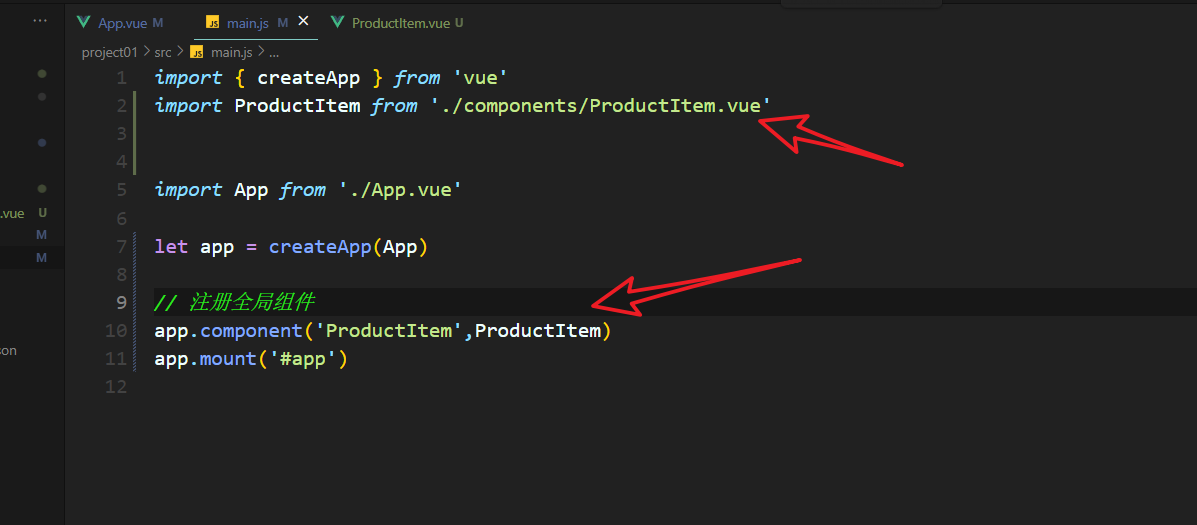 ...
App.vue M
JS main.js M ×
ProductItem.vue U
project01 > src > JS main.js > ...
1 import { createApp } from 'vue'
2 import ProductItem from './components/ProductItem.vue'
3
4
5 import App from './App.vue'
6
7 let app = createApp(App)
8
9 // 注册全局组件
10 app.component('ProductItem',ProductItem)
11 app.mount('#app')
12
.vue U
M
M
son